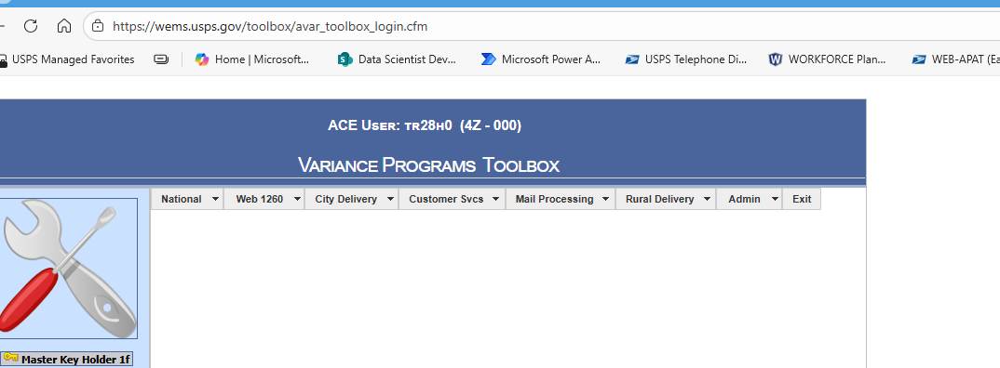 https://wems.usps.gov/toolbox/avar_toolbox_login.cfm
USPS Managed Favorites Home | Microsoft... Data Scientist Dev... Microsoft Power A... USPS Telephone Di... WORKFORCE Plan... WEB-APAT (Ea
ACE User: tr28h0 (4Z - 000)
Variance Programs Toolbox
National Web 1260 City Delivery Customer Svcs Mail Processing Rural Delivery Admin Exit
Master Key Holder 1f